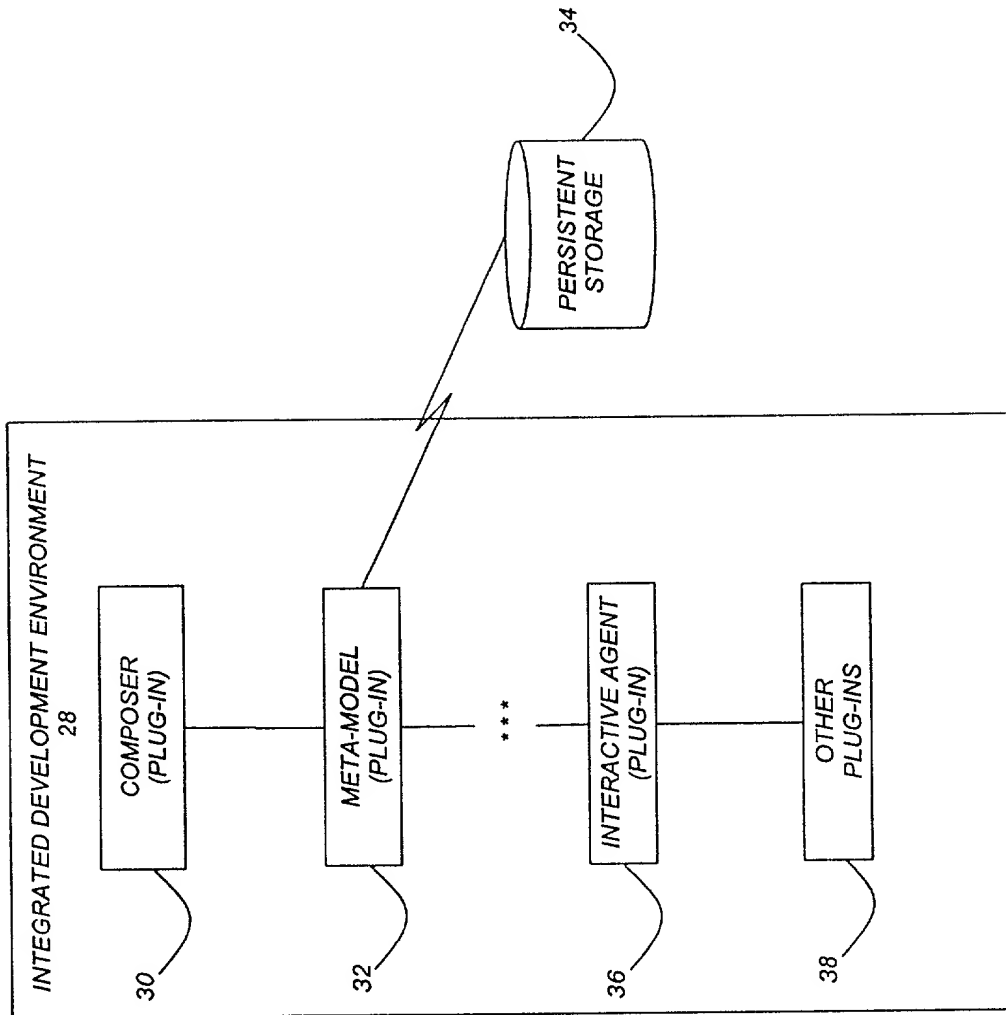 INTEGRATED DEVELOPMENT ENVIRONMENT
28
COMPOSER
(PLUG-IN)
30
META-MODEL
(PLUG-IN)
32
PERSISTENT
STORAGE
34
***
INTERACTIVE AGENT
(PLUG-IN)
36
OTHER
PLUG-INS
38